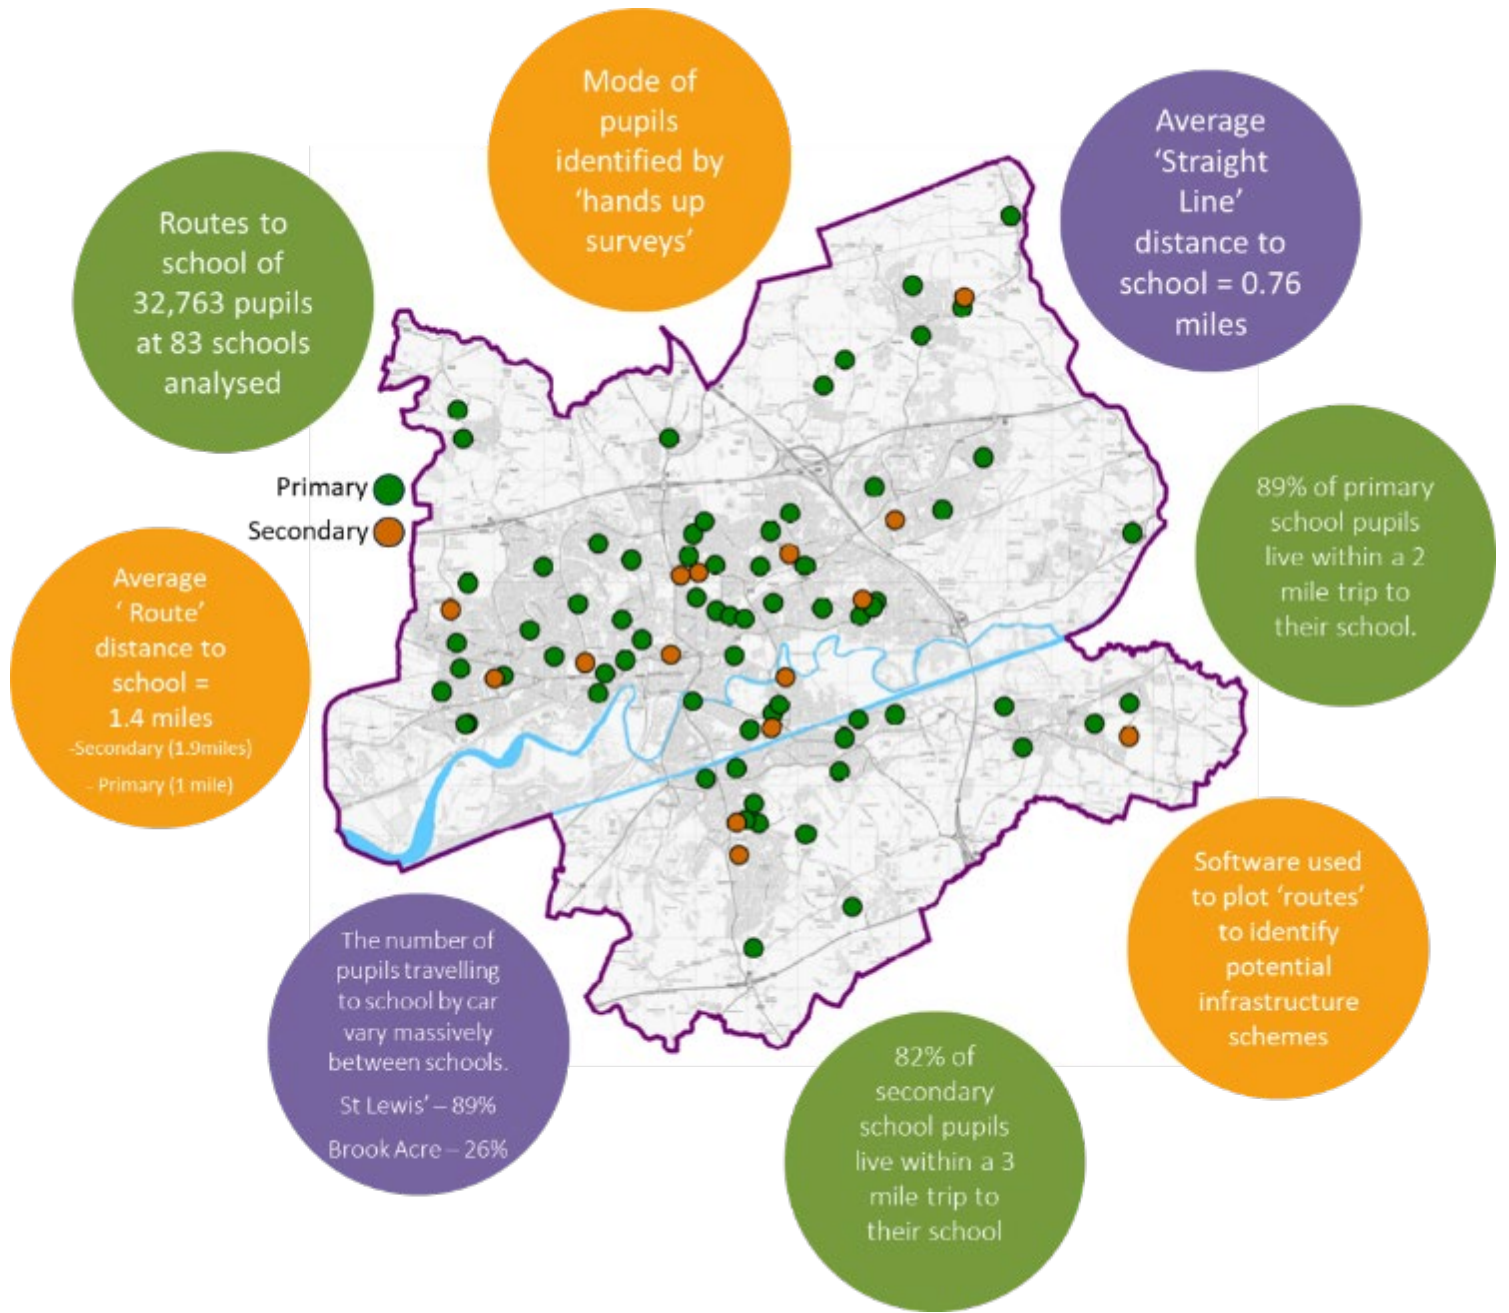 Mode of
pupils
identified by
‘hands up
surveys’
Average
‘Straight
Line’
distance to
school = 0.76
miles
Routes to
school of
32,763 pupils
at 83 schools
analysed
Primary
Secondary
89% of primary
school pupils
live within a 2
mile trip to
their school.
Average
‘ Route’
distance to
school =
1.4 miles
-Secondary (1.9miles)
- Primary (1 mile)
Software used
to plot ‘routes’
to identify
potential
infrastructure
schemes
The number of
pupils travelling
to school by car
vary massively
between schools.
St Lewis’ – 89%
Brook Acre – 26%
82% of
secondary
school pupils
live within a 3
mile trip to
their school